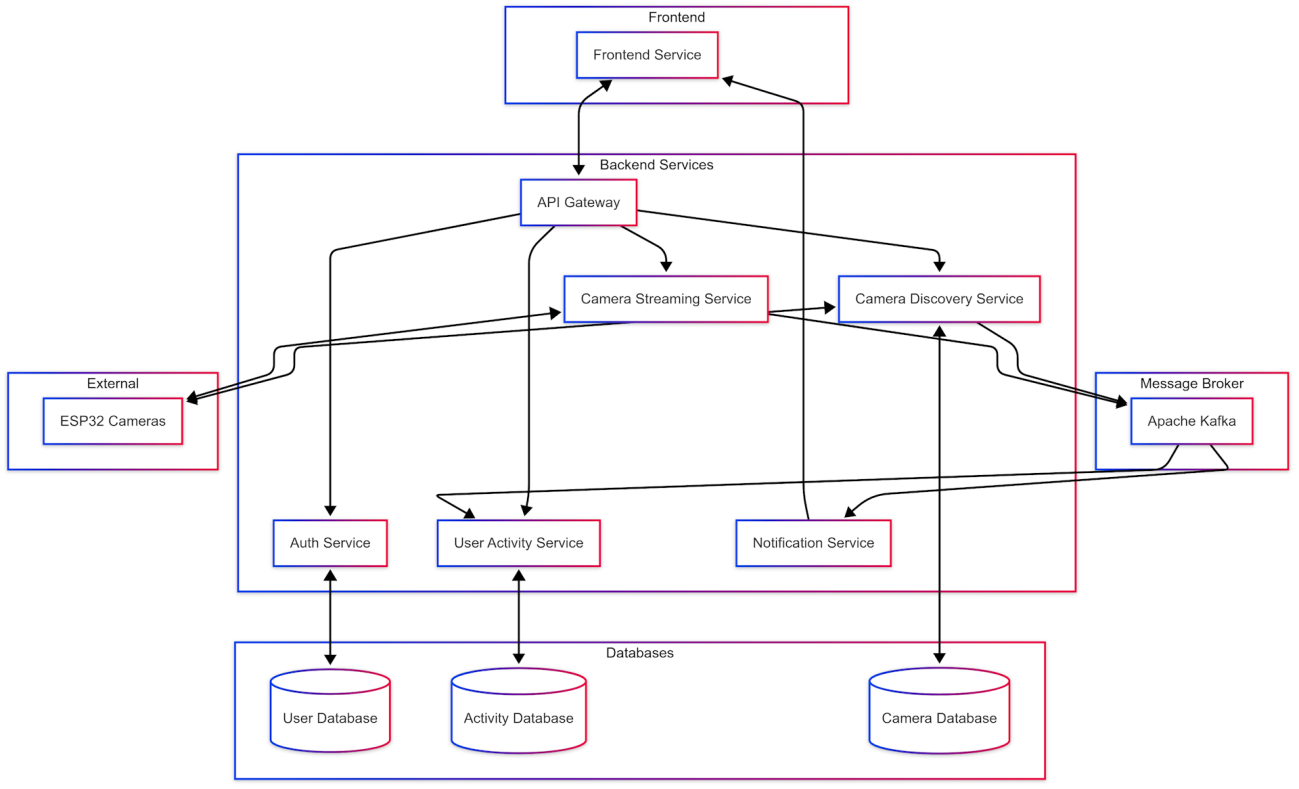 Frontend
Frontend Service
Backend Services
API Gateway
Camera Streaming Service
Camera Discovery Service
External
ESP32 Cameras
Message Broker
Apache Kafka
Auth Service
User Activity Service
Notification Service
Databases
User Database
Activity Database
Camera Database